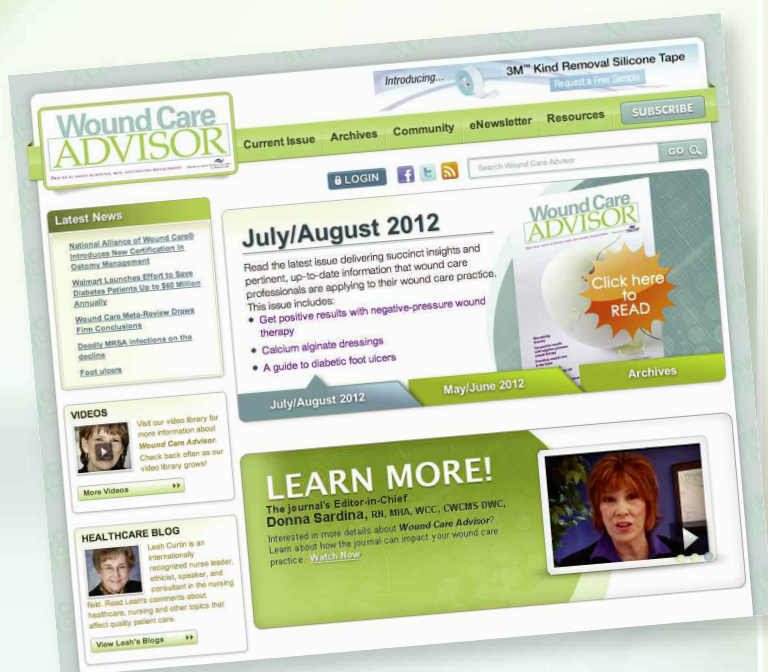 Introducing...
3M™ Kind Removal Silicone Tape
Request a Free Sample
Wound Care
ADVISOR
Current Issue
Archives
Community
eNewsletter
Resources
SUBSCRIBE
LOGIN
Search Wound Care Advisor
GO
Latest News
National Alliance of Wound Care®
Introduces New Certification in
Ostomy Management
Walmart Launches Effort to Save
Diabetes Patients Up to $60 Million
Annually
Wound Care Meta-Review Draws
Firm Conclusions
Deadly MRSA infections on the
decline
Foot ulcers
July/August 2012
Read the latest issue delivering succinct insights and
pertinent, up-to-date information that wound care
professionals are applying to their wound care practice.
This issue includes:
• Get positive results with negative-pressure wound
therapy
• Calcium alginate dressings
• A guide to diabetic foot ulcers
Wound Care
ADVISOR
Click here
to
READ
July/August 2012
May/June 2012
Archives
VIDEOS
Visit our video library for
more information about
Wound Care Advisor.
Check back often as our
video library grows!
More Videos
HEALTHCARE BLOG
Leah Curtin is an
internationally
recognized nurse leader,
ethicist, speaker, and
consultant in the nursing
field. Read Leah's comments about
healthcare, nursing and other topics that
affect quality patient care.
View Leah's Blogs
LEARN MORE!
The journal's Editor-in-Chief
Donna Sardina, RN, MHA, WCC, CWCMS DWC,
Interested in more details about Wound Care Advisor?
Learn about how the journal can impact your wound care
practice. Watch Now